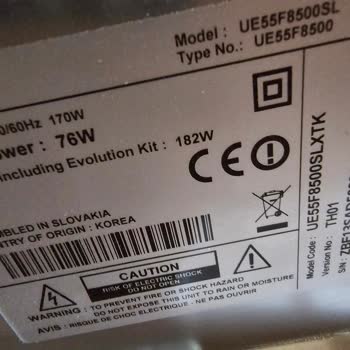 Model : UE55F8500SL
Type No.: UE55F8500
0/60Hz 170W
ower : 76W
including Evolution Kit : 182W
CE
MBLED IN SLOVAKIA
NTRY OF ORIGIN : KOREA
CAUTION
RISK OF ELECTRIC SHOCK
DO NOT OPEN
WARNING: TO PREVENT FIRE OR SHOCK HAZARD
DO NOT EXPOSE THIS UNIT TO RAIN OR MOISTURE
AVIS : RISQUE DE CHOC ELECTRIQUE - NE PAS OUVRIR
Model Code : UE55F8500SLXTK
Version No.: TH01
S/N: